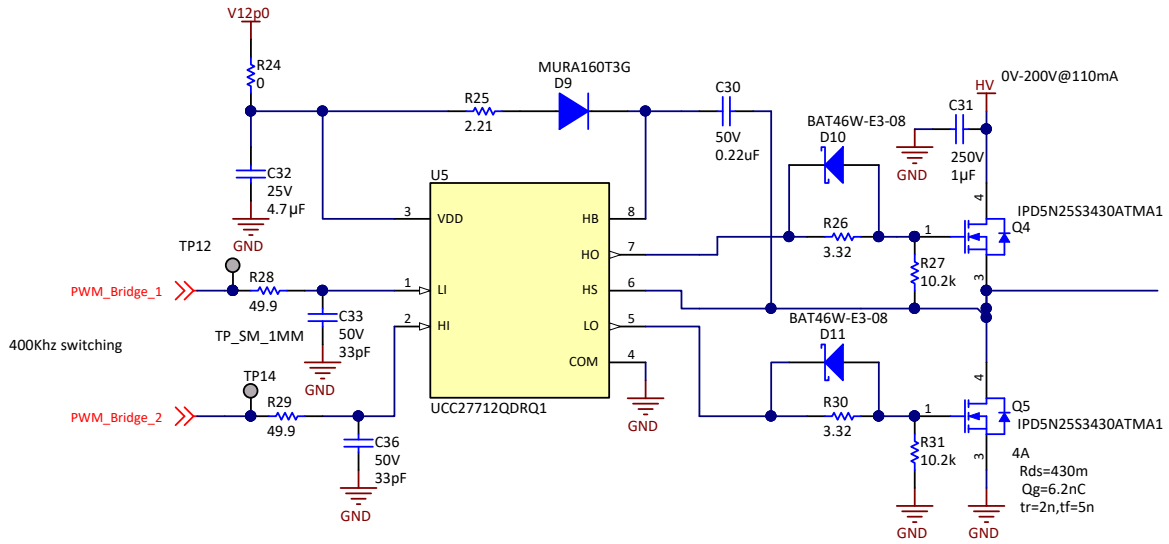 V12p0
R24
0
MURA160T3G
D9
R25
2.21
C30
50V
0.22uF
0V-200V@110mA
HV
C31
250V
1µF
GND
BAT46W-E3-08
D10
C32
25V
4.7µF
GND
U5
3 VDD
HB 8
HO 7
1 LI
HS 6
2 HI
LO 5
COM 4
UCC27712QDRQ1
R26
3.32
4
IPD5N25S3430ATMA1
Q4
1
3
R27
10.2k
TP12
PWM_Bridge_1
R28
49.9
C33
50V
33pF
TP_SM_1MM
GND
400Khz switching
TP14
PWM_Bridge_2
R29
49.9
C36
50V
33pF
GND
GND
BAT46W-E3-08
D11
R30
3.32
4
Q5
IPD5N25S3430ATMA1
1
3
R31
10.2k
4A
Rds=430m
Qg=6.2nC
tr=2n,tf=5n
GND
GND